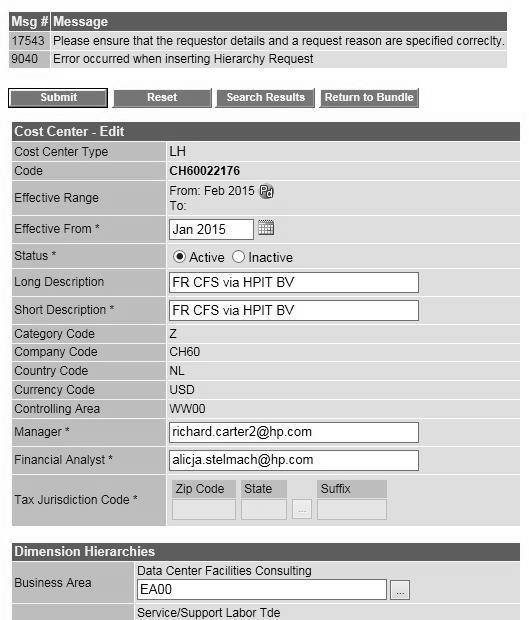 Msg # Message
17543 Please ensure that the requestor details and a request reason are specified correclty.
9040 Error occurred when inserting Hierarchy Request
Submit Reset Search Results Return to Bundle
Cost Center - Edit
Cost Center Type LH
Code CH60022176
Effective Range From: Feb 2015 Pd
To:
Effective From * Jan 2015
Status * Active Inactive
Long Description FR CFS via HPIT BV
Short Description * FR CFS via HPIT BV
Category Code Z
Company Code CH60
Country Code NL
Currency Code USD
Controlling Area WW00
Manager * richard.carter2@hp.com
Financial Analyst * alicja.stelmach@hp.com
Tax Jurisdiction Code * Zip Code State ... Suffix
Dimension Hierarchies
Data Center Facilities Consulting
Business Area EA00 ...
Service/Support Labor Tde